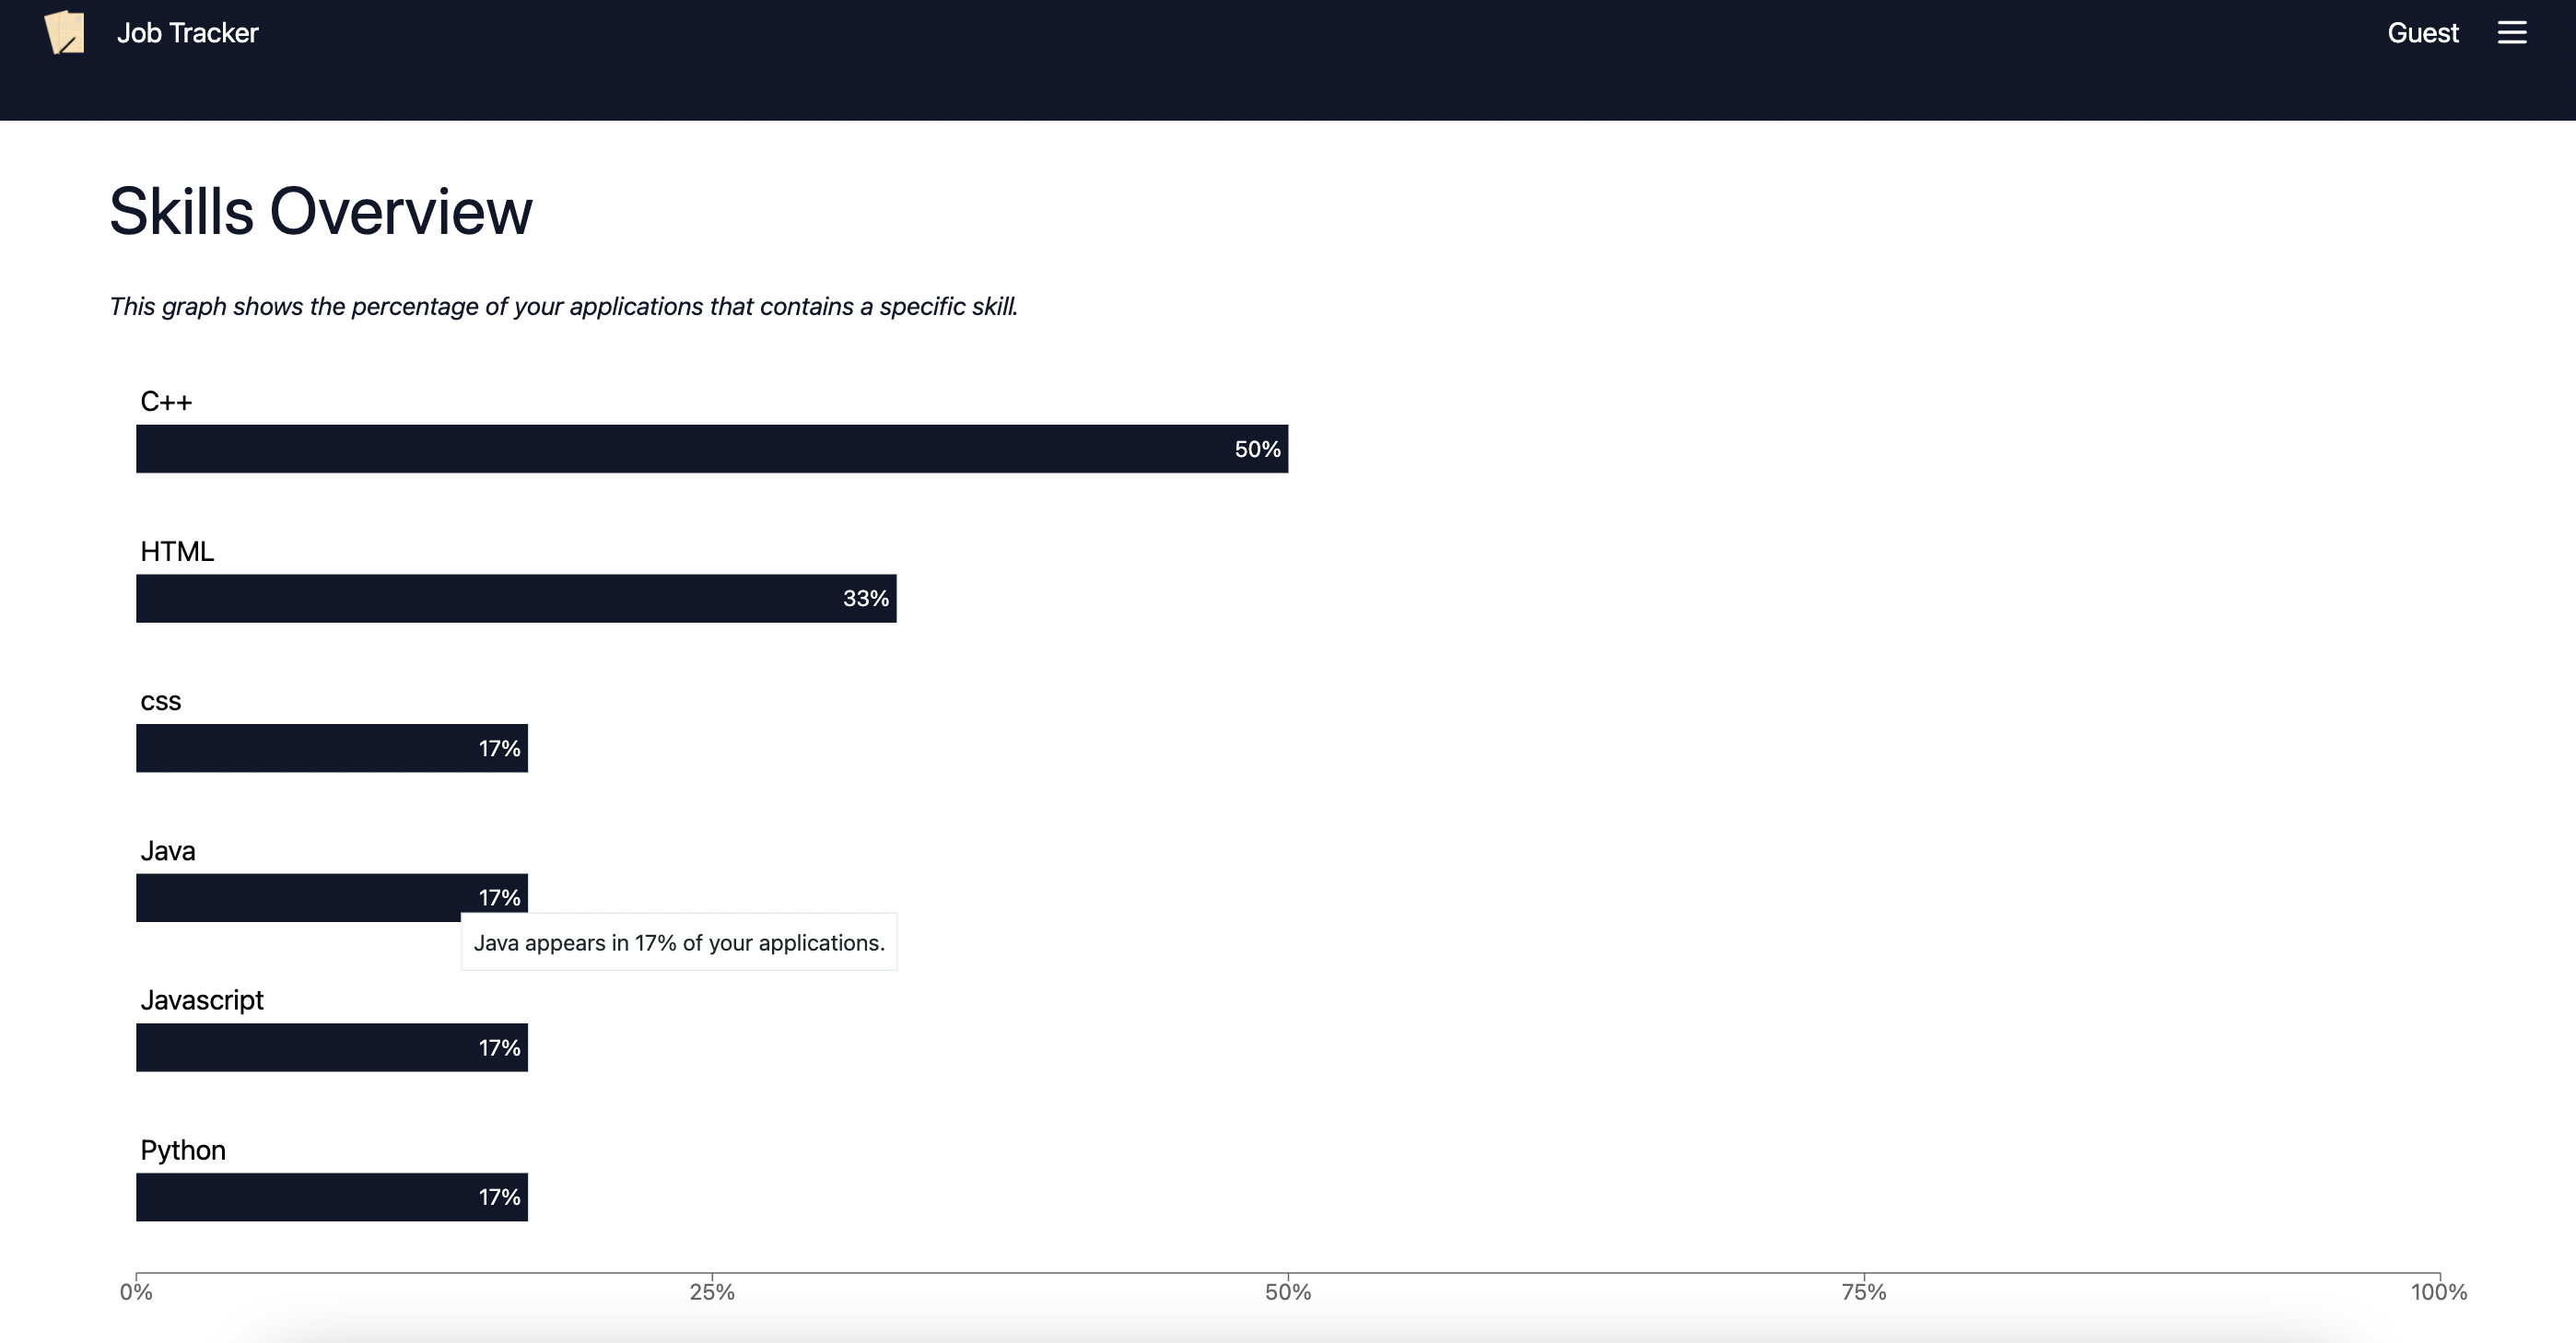 Job Tracker
Guest
Skills Overview
This graph shows the percentage of your applications that contains a specific skill.
C++
50%
HTML
33%
css
17%
Java
17%
Java appears in 17% of your applications.
Javascript
17%
Python
17%
0% 25% 50% 75% 100%